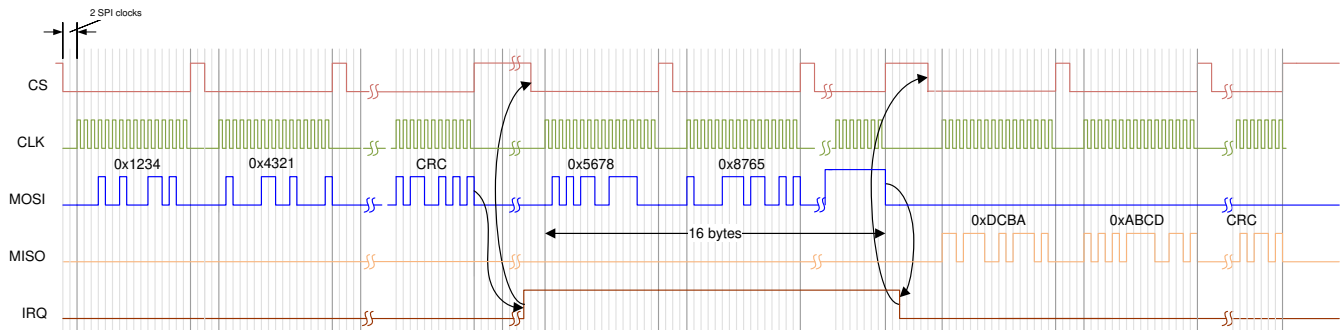 2 SPI clocks
CS
CLK
0x1234 0x4321 CRC 0x5678 0x8765
MOSI
0xDCBA 0xABCD CRC
16 bytes
MISO
IRQ